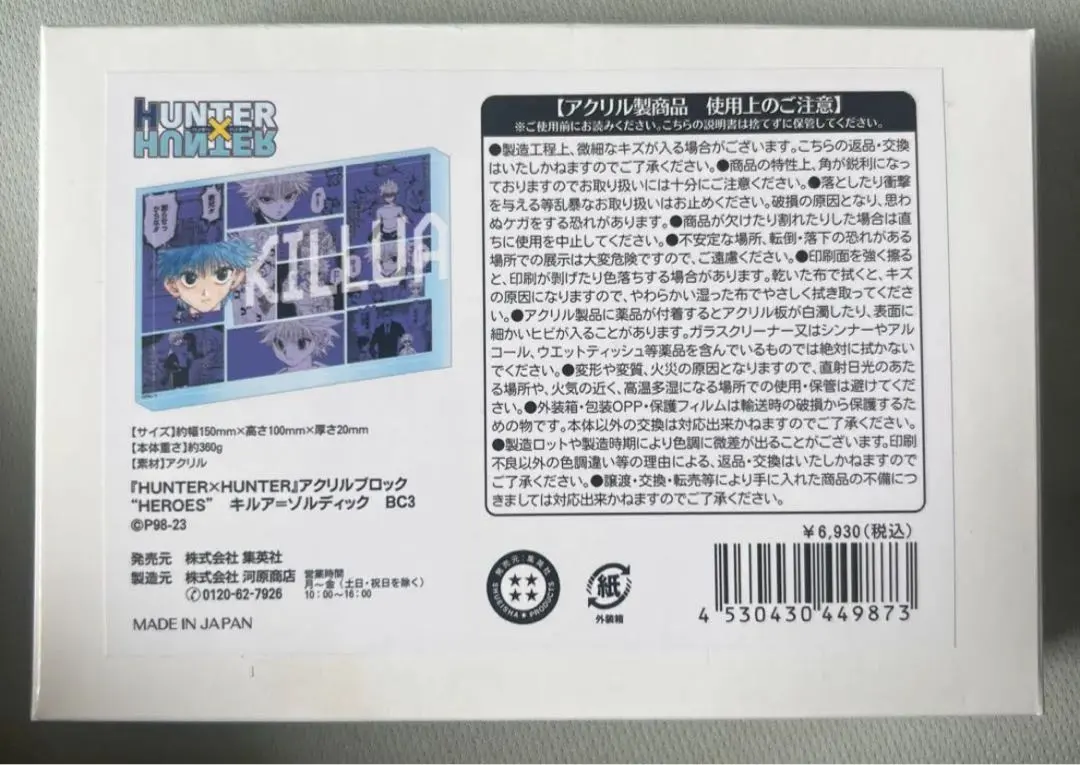 HUNTER
×
HUNTER
KILLUA
【サイズ】約幅150mm×高さ100mm×厚さ20mm
【本体重さ】約360g
【素材】アクリル
『HUNTER×HUNTER』アクリルブロック
“HEROES” キルア=ゾルディック BC3
©P98-23
発売元 株式会社 集英社
製造元 株式会社 河原商店 営業時間
月〜金(土日・祝日を除く)
0120-62-7926 10:00〜16:00
MADE IN JAPAN
【アクリル製商品 使用上のご注意】
※ご使用前にお読みください。こちらの説明書は捨てずに保管してください。
●製造工程上、微細なキズが入る場合がございます。こちらの返品・交換
はいたしかねますのでご了承ください。●商品の特性上、角が鋭利になっ
ておりますのでお取り扱いには十分にご注意ください。●落としたり衝撃
を与える等乱暴なお取り扱いはお止めください。破損の原因となり、思わ
ぬケガをする恐れがあります。●商品が欠けたり割れたりした場合は直
ちに使用を中止してください。●不安定な場所、転倒・落下の恐れがある
場所での展示は大変危険ですので、ご遠慮ください。●印刷面を強く擦る
と、印刷が剥げたり色落ちする場合があります。乾いた布で拭くと、キズ
の原因になりますので、やわらかい湿った布でやさしく拭き取ってくださ
い。●アクリル製品に薬品が付着するとアクリル板が白濁したり、表面に
細かいヒビが入ることがあります。ガラスクリーナー又はシンナーやアル
コール、ウエットティッシュ等薬品を含んでいるものでは絶対に拭かない
でください。●変形や変質、火災の原因となりますので、直射日光のあた
る場所や、火気の近く、高温多湿になる場所での使用・保管は避けてくだ
さい。●外装箱・包装OPP・保護フィルムは輸送時の破損から保護するた
めの物です。本体以外の交換は対応出来かねますのでご了承ください。
●製造ロットや製造時期により色調に微差が出ることがございます。印刷
不良以外の色調違い等の理由による、返品・交換はいたしかねますので
ご了承ください。●譲渡・交換・転売等により手に入れた商品の不備につ
きましては対応出来かねますのでご了承ください。
¥6,930(税込)
発売元:集英社
SHUEISHA★PRODUCTS
紙
外装箱
4 530430 449873